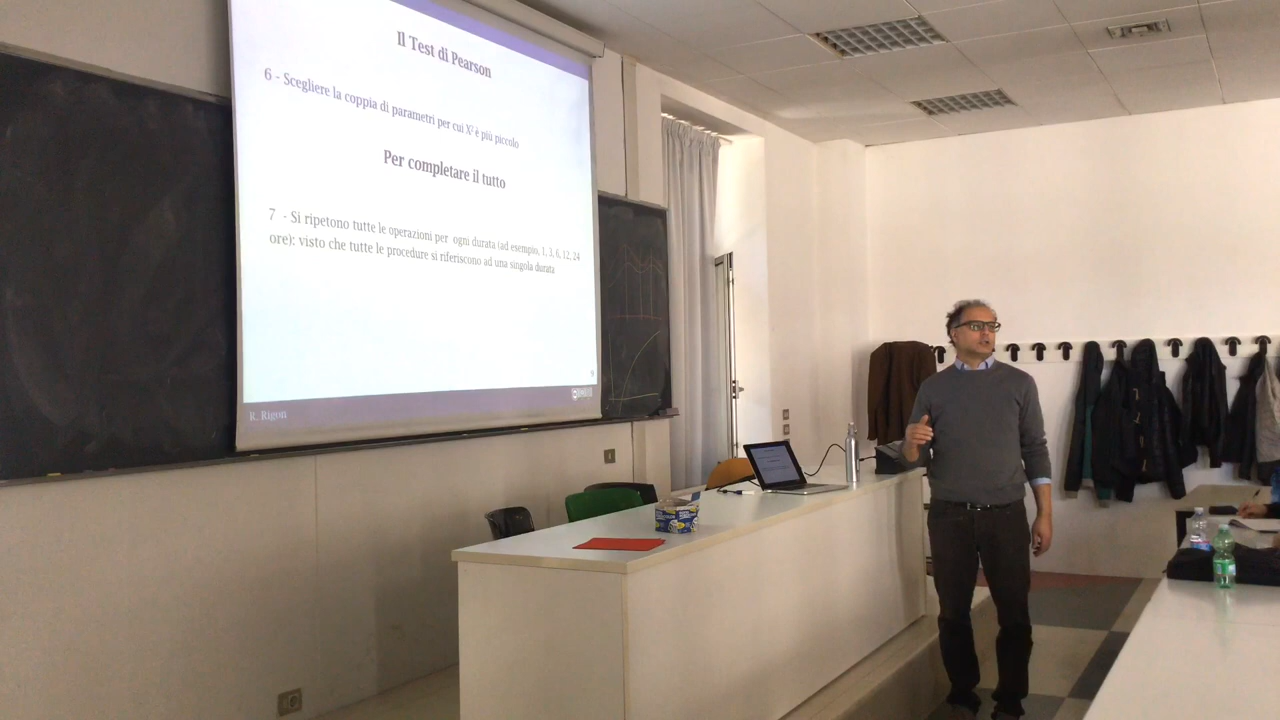 Il Test di Pearson
6 - Scegliere la coppia di parametri per cui X² è più piccolo
Per completare il tutto
7 - Si ripetono tutte le operazioni per ogni durata (ad esempio, 1, 3, 6, 12, 24
ore): visto che tutte le procedure si riferiscono ad una singola durata
R. Rigon